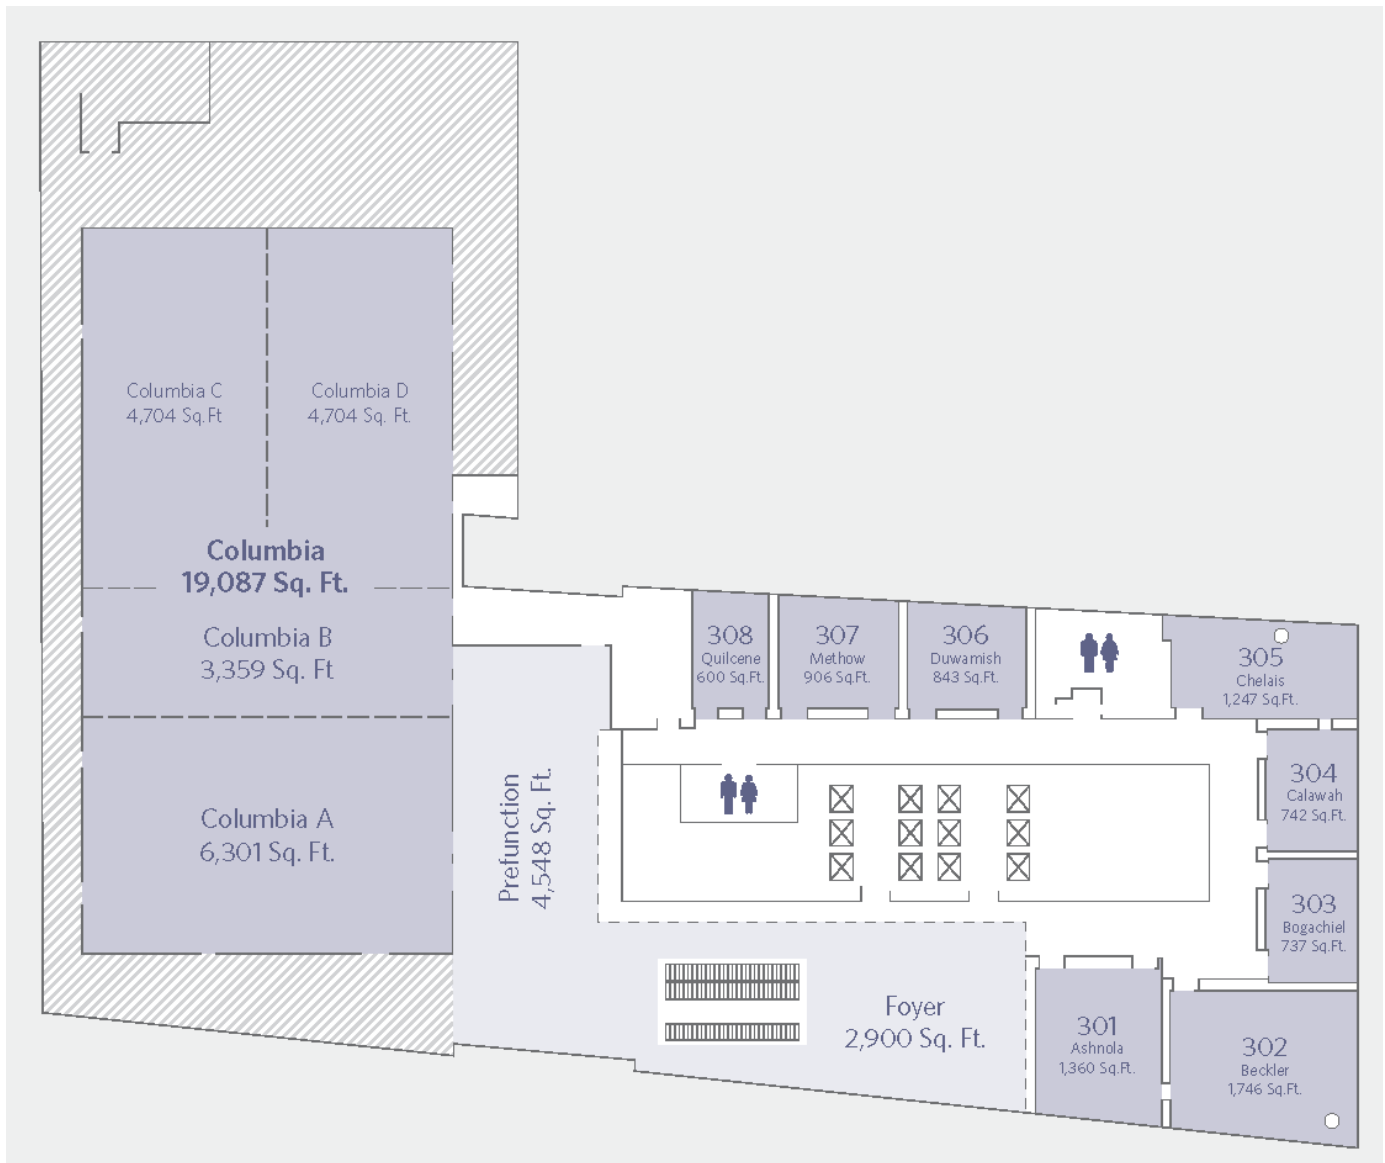 Columbia C
4,704 Sq.Ft
Columbia D
4,704 Sq. Ft.
Columbia
19,087 Sq. Ft.
Columbia B
3,359 Sq. Ft
Columbia A
6,301 Sq. Ft.
Prefunction
4,548 Sq. Ft.
Foyer
2,900 Sq. Ft.
308
Quilcene
600 Sq.Ft.
307
Methow
906 Sq.Ft.
306
Duwamish
843 Sq.Ft.
305
Chelais
1,247 Sq.Ft.
304
Calawah
742 Sq.Ft.
303
Bogachiel
737 Sq.Ft.
301
Ashnola
1,360 Sq.Ft.
302
Beckler
1,746 Sq.Ft.